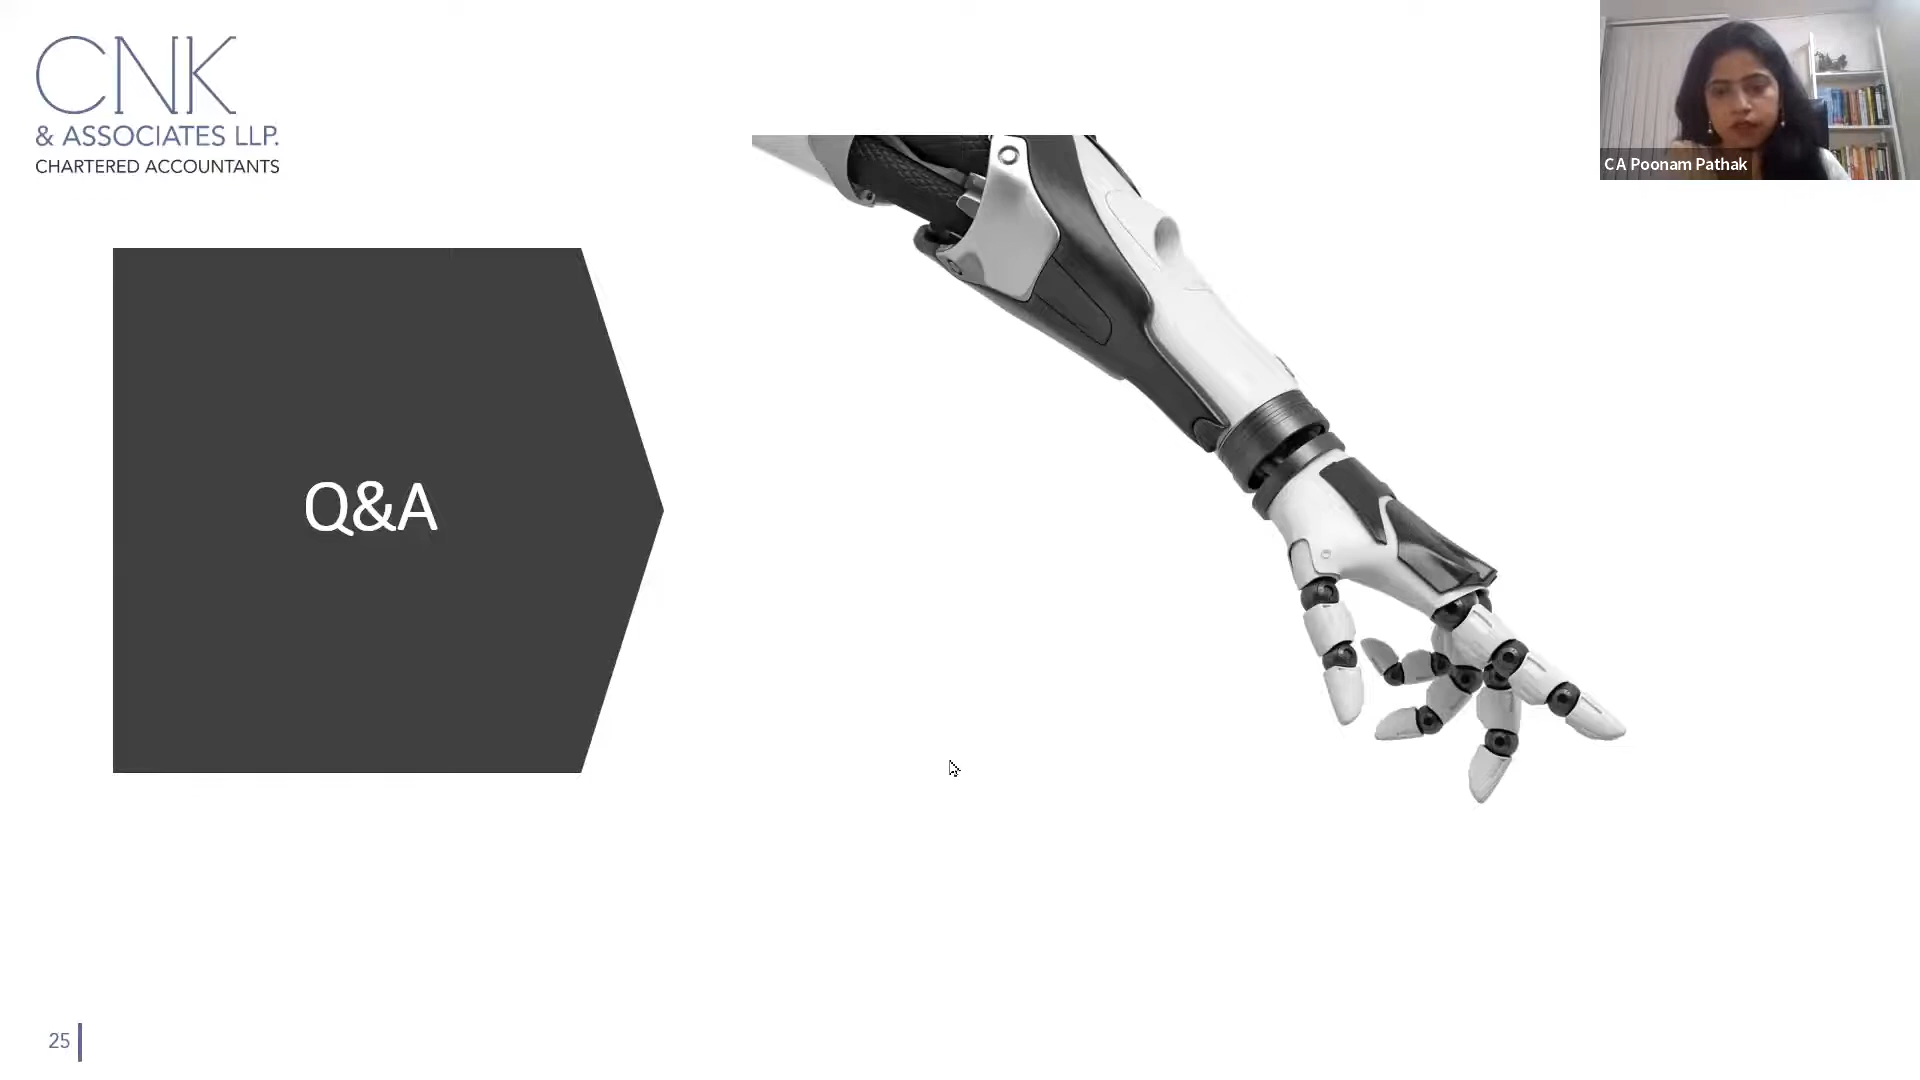 CNK
& ASSOCIATES LLP.
CHARTERED ACCOUNTANTS
CA Poonam Pathak
Q&A
25